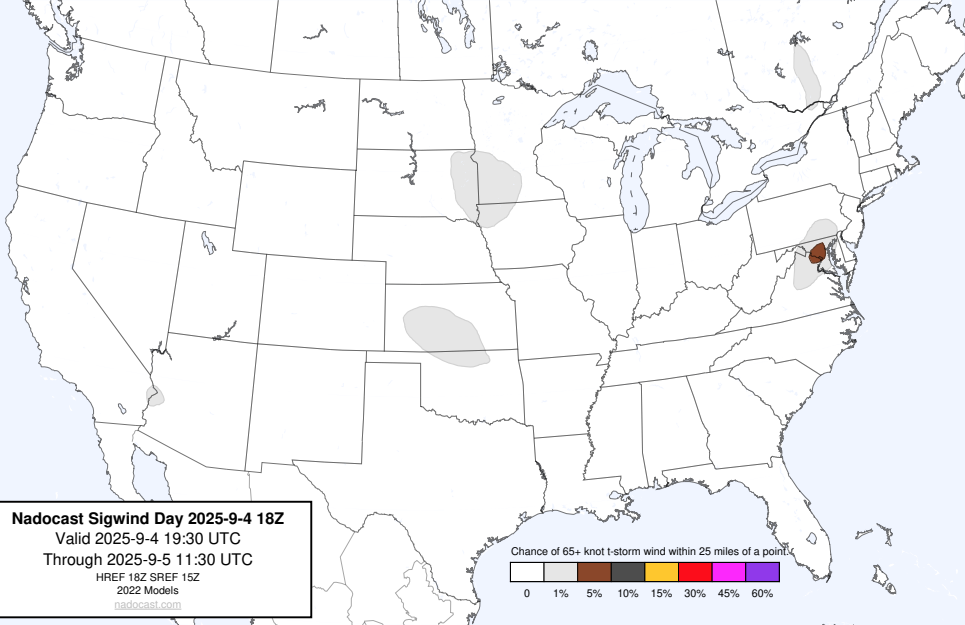 Nadocast Sigwind Day 2025-9-4 18Z
Valid 2025-9-4 19:30 UTC
Through 2025-9-5 11:30 UTC
HREF 18Z SREF 15Z
2022 Models
nadocast.com
Chance of 65+ knot t-storm wind within 25 miles of a point.
0 1% 5% 10% 15% 30% 45% 60%